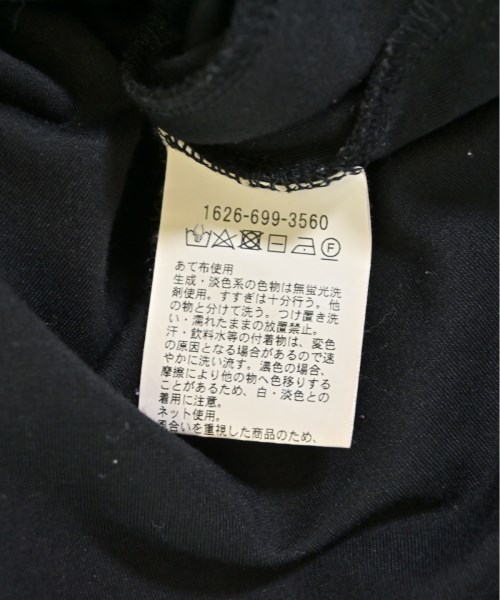 1626-699-3560
あて布使用
生成・淡色系の色物は無蛍光洗
剤使用。すすぎは十分行う。他
の物と分けて洗う。つけ置き洗
い・濡れたままの放置禁止。
汗・飲料水等の付着物は、変色
の原因となる場合があるので速
やかに洗い流す。濃色の場合、
摩擦により他の物へ色移りする
ことがあるため、白・淡色との
着用に注意。
ネット使用。
風合いを重視した商品のため、